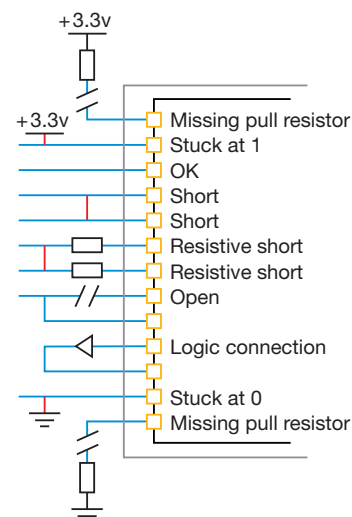 +3.3v
+3.3v
Missing pull resistor
Stuck at 1
OK
Short
Short
Resistive short
Resistive short
Open
Logic connection
Stuck at 0
Missing pull resistor